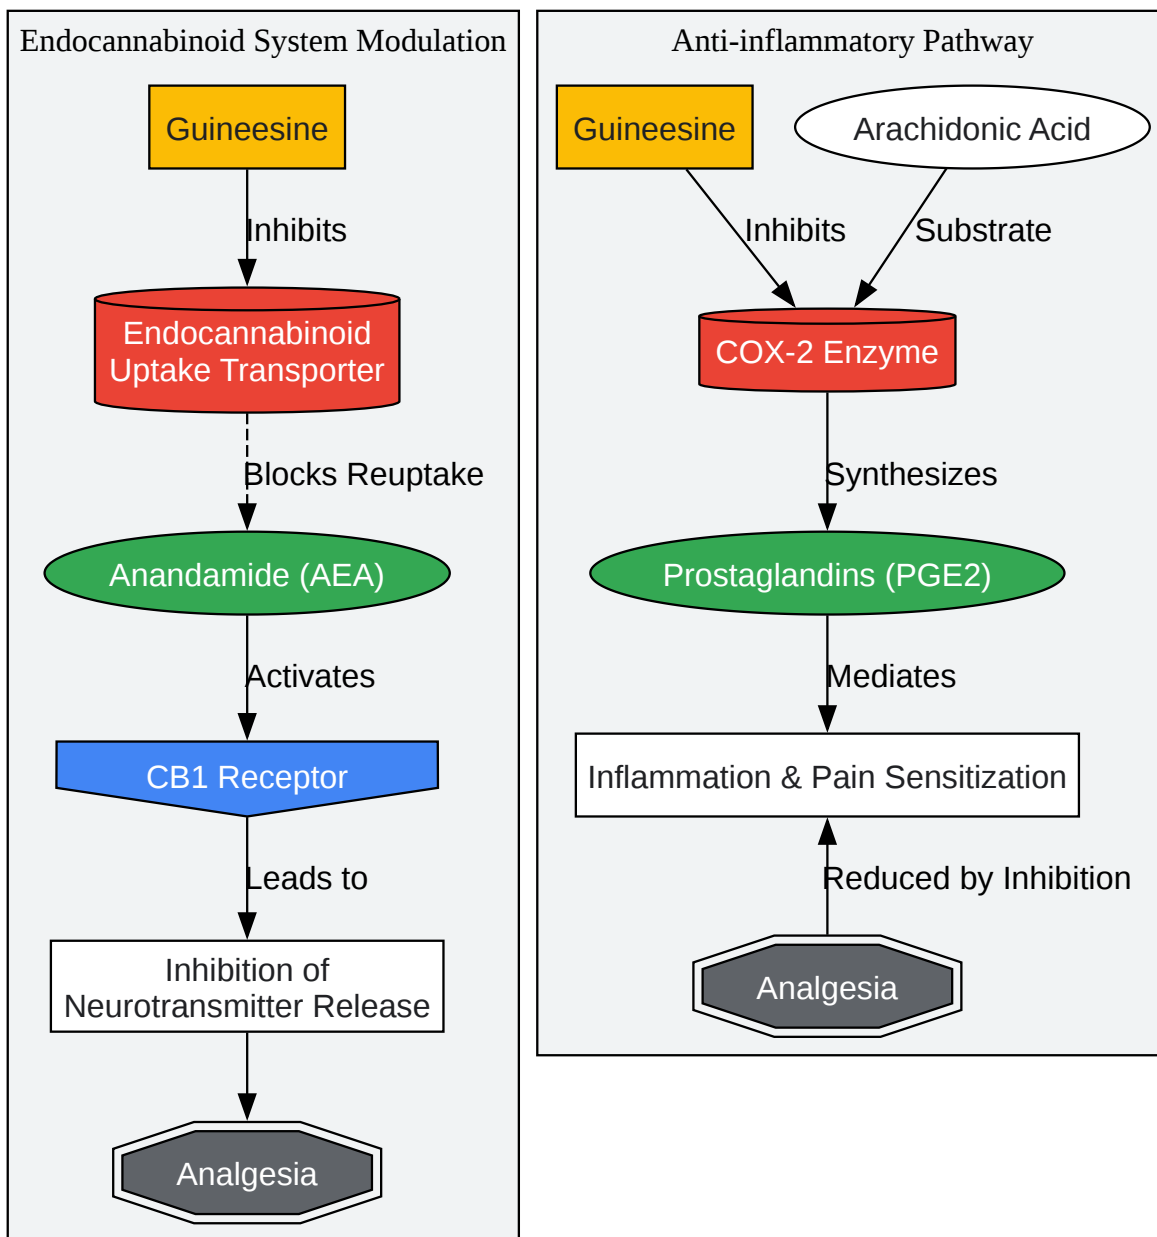 Endocannabinoid System Modulation
Guineesine
Inhibits
Endocannabinoid
Uptake Transporter
Blocks Reuptake
Anandamide (AEA)
Activates
CB1 Receptor
Leads to
Inhibition of
Neurotransmitter Release
Analgesia
Anti-inflammatory Pathway
Guineesine
Arachidonic Acid
Inhibits
Substrate
COX-2 Enzyme
Synthesizes
Prostaglandins (PGE2)
Mediates
Inflammation & Pain Sensitization
Reduced by Inhibition
Analgesia